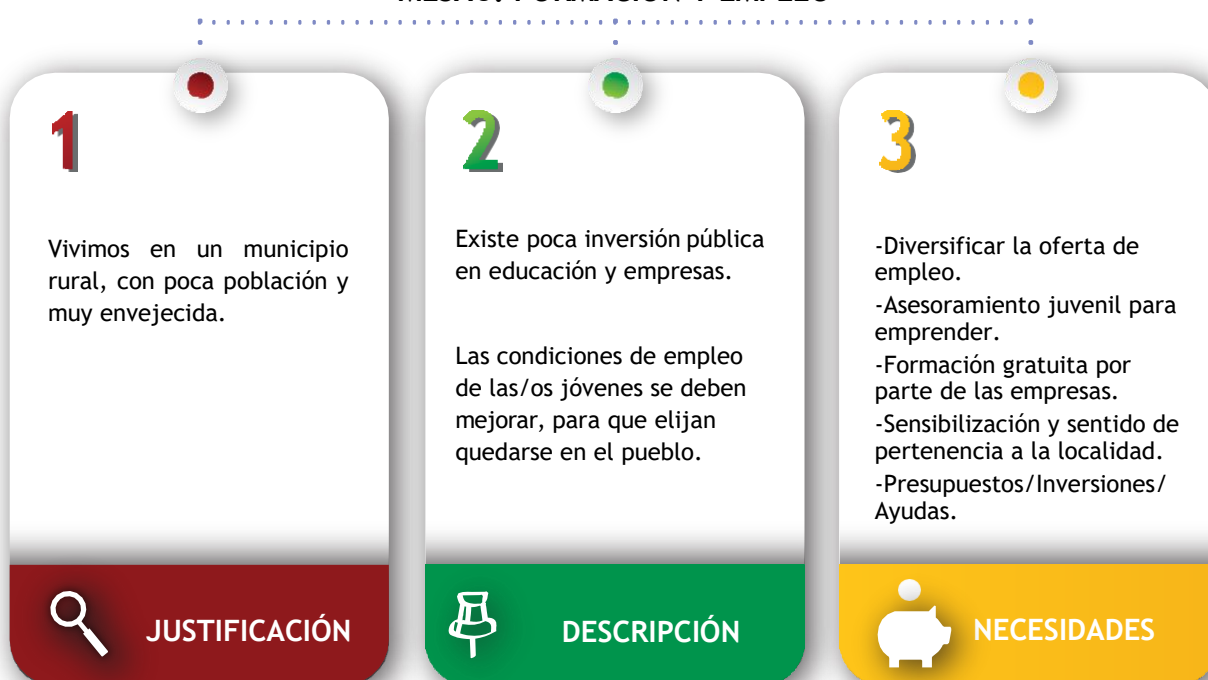 1
Vivimos en un municipio
rural, con poca población y
muy envejecida.
JUSTIFICACIÓN
2
Existe poca inversión pública
en educación y empresas.
Las condiciones de empleo
de las/os jóvenes se deben
mejorar, para que elijan
quedarse en el pueblo.
DESCRIPCIÓN
3
-Diversificar la oferta de
empleo.
-Asesoramiento juvenil para
emprender.
-Formación gratuita por
parte de las empresas.
-Sensibilización y sentido de
pertenencia a la localidad.
-Presupuestos/Inversiones/
Ayudas.
NECESIDADES